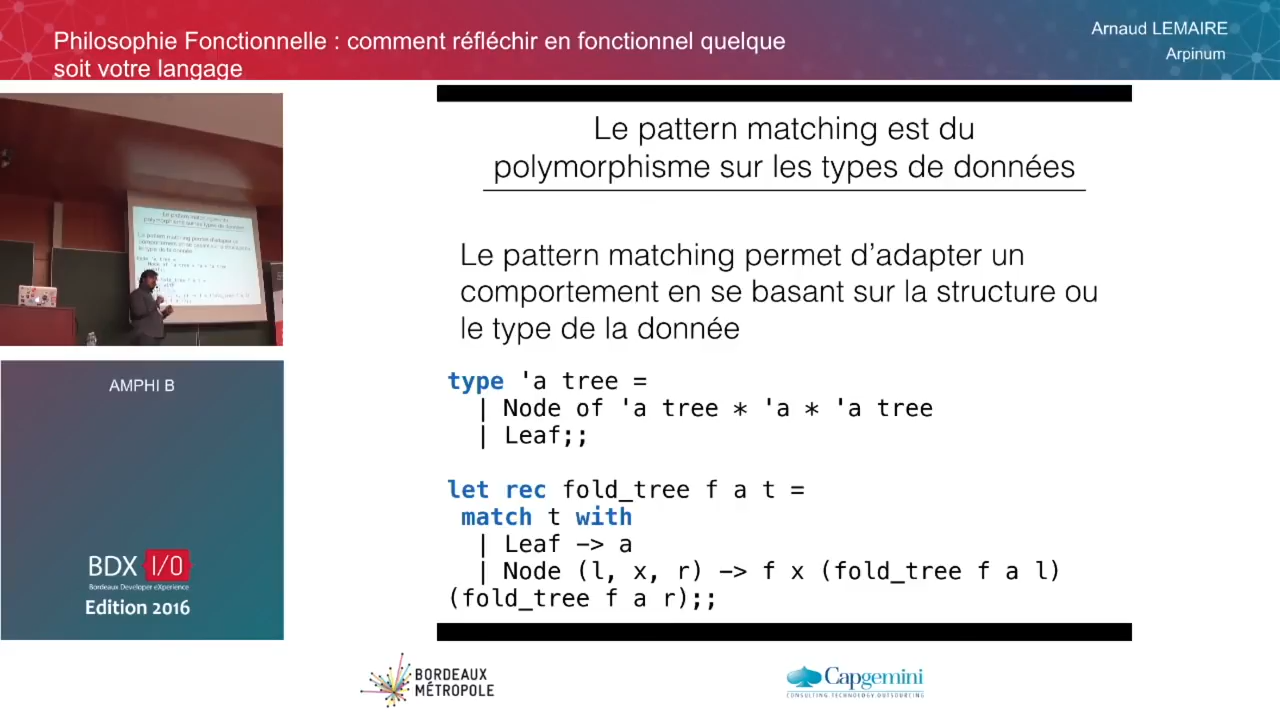 Philosophie Fonctionnelle : comment réfléchir en fonctionnel quelque
soit votre langage
Arnaud LEMAIRE
Arpinum
Le pattern matching est du
polymorphisme sur les types de données
Le pattern matching permet d'adapter un
comportement en se basant sur la structure ou
le type de la donnée
type 'a tree =
| Node of 'a tree * 'a * 'a tree
| Leaf;;
let rec fold_tree f a t =
match t with
| Leaf -> a
| Node (l, x, r) -> f x (fold_tree f a l)
(fold_tree f a r);;
AMPHI B
BDX I/O
Bordeaux Developer eXperience
Edition 2016
BORDEAUX
MÉTROPOLE
Capgemini
CONSULTING.TECHNOLOGY.OUTSOURCING